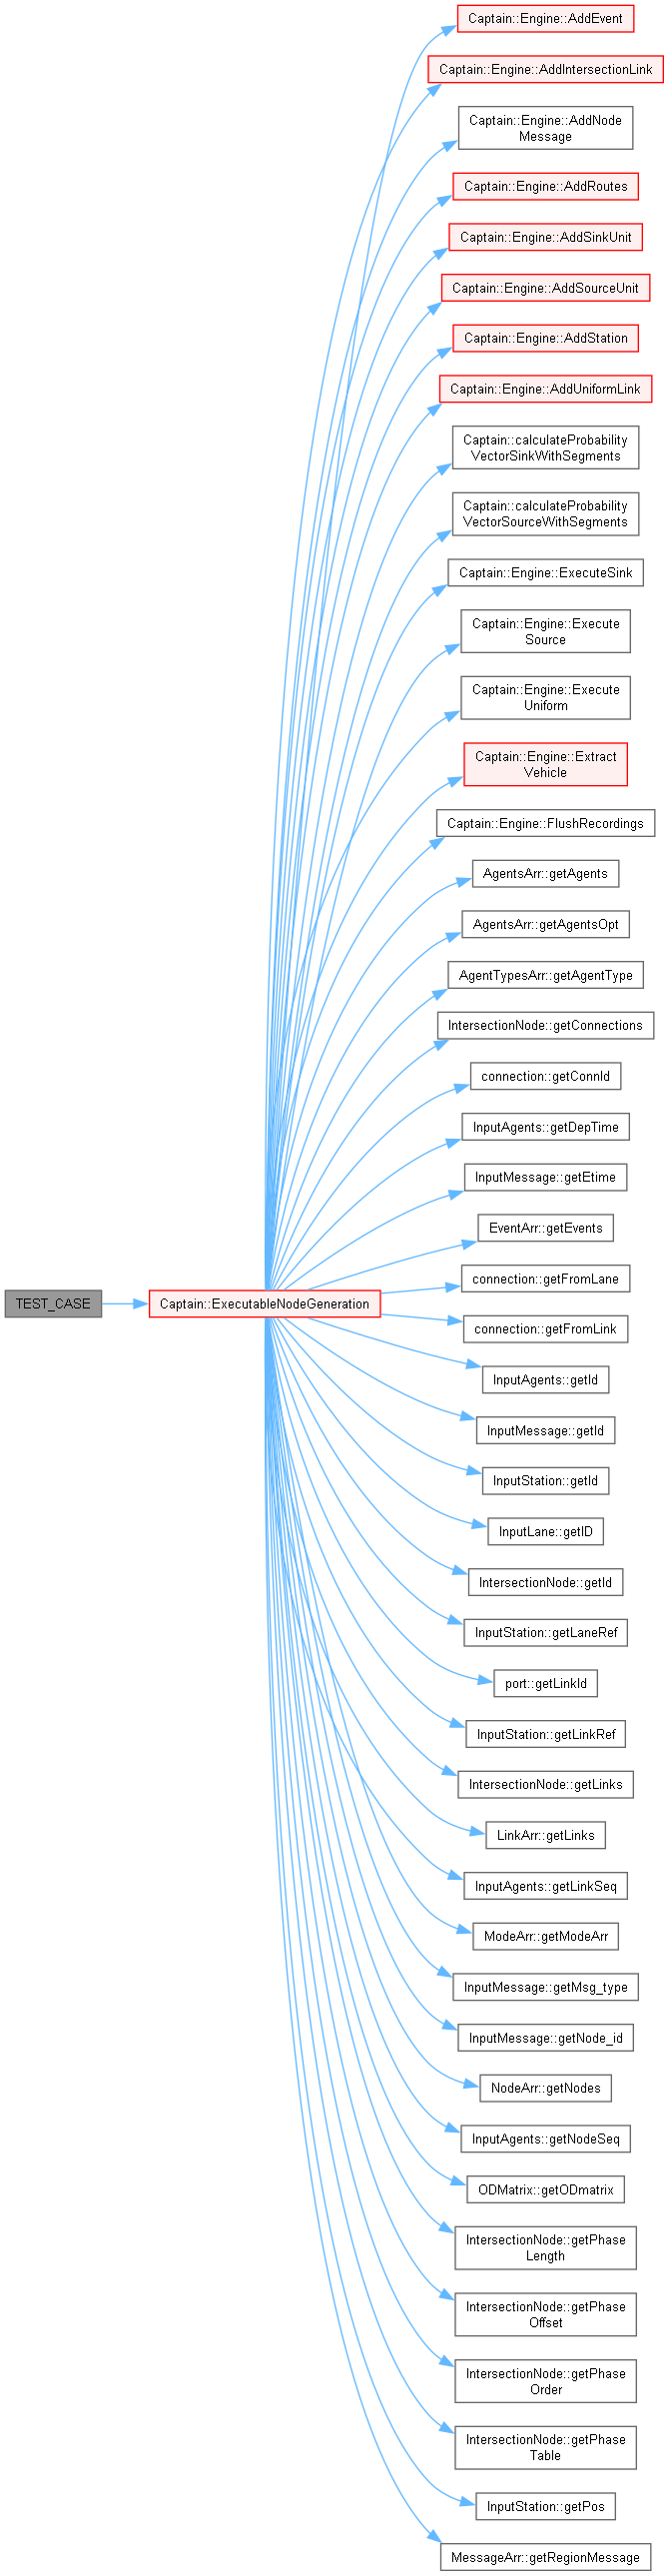 Captain::Engine::AddEvent
Captain::Engine::AddIntersectionLink
Captain::Engine::AddNode
Message
Captain::Engine::AddRoutes
Captain::Engine::AddSinkUnit
Captain::Engine::AddSourceUnit
Captain::Engine::AddStation
Captain::Engine::AddUniformLink
Captain::calculateProbability
VectorSinkWithSegments
Captain::calculateProbability
VectorSourceWithSegments
Captain::Engine::ExecuteSink
Captain::Engine::Execute
Source
Captain::Engine::Execute
Uniform
Captain::Engine::Extract
Vehicle
Captain::Engine::FlushRecordings
AgentsArr::getAgents
AgentsArr::getAgentsOpt
AgentTypesArr::getAgentType
IntersectionNode::getConnections
connection::getConnId
InputAgents::getDepTime
InputMessage::getEtime
EventArr::getEvents
connection::getFromLane
TEST_CASE
Captain::ExecutableNodeGeneration
connection::getFromLink
InputAgents::getId
InputMessage::getId
InputStation::getId
InputLane::getID
IntersectionNode::getId
InputStation::getLaneRef
port::getLinkId
InputStation::getLinkRef
IntersectionNode::getLinks
LinkArr::getLinks
InputAgents::getLinkSeq
ModeArr::getModeArr
InputMessage::getMsg_type
InputMessage::getNode_id
NodeArr::getNodes
InputAgents::getNodeSeq
ODMatrix::getODmatrix
IntersectionNode::getPhase
Length
IntersectionNode::getPhase
Offset
IntersectionNode::getPhase
Order
IntersectionNode::getPhase
Table
InputStation::getPos
MessageArr::getRegionMessage